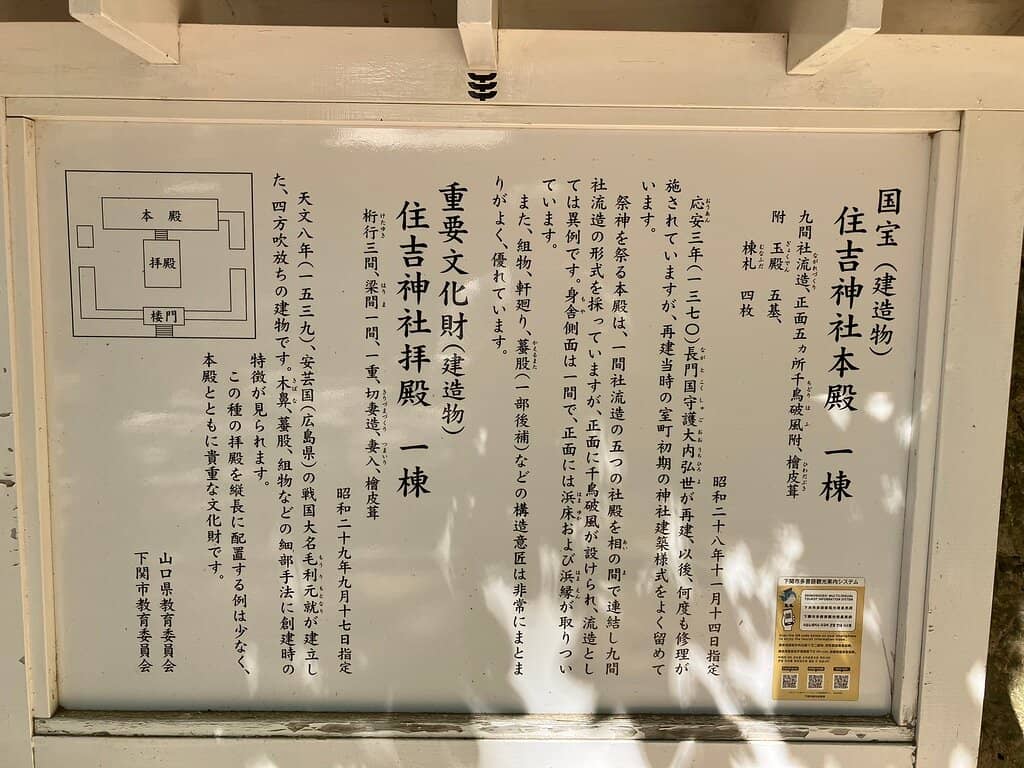 国宝（建造物）
住吉神社本殿 一棟
九間社流造、正面五ヵ所千鳥破風附、檜皮葺
附 玉殿 五基、
棟札 四枚
昭和二十八年十一月十四日指定
応安三年（一三七〇）長門国守護大内弘世が再建、以後、何度も修理が
施されていますが、再建当時の室町初期の神社建築様式をよく留めて
います。
祭神を祭る本殿は、一間社流造の五つの社殿を相の間で連結し九間
社流造の形式を採っていますが、正面に千鳥破風が設けられ、流造とし
ては異例です。身舎側面は一間で、正面には浜床および浜縁が取りつい
ています。
また、組物、軒廻り、蟇股（一部後補）などの構造意匠は非常にまとま
りがよく、優れています。
重要文化財（建造物）
住吉神社拝殿 一棟
桁行三間、梁間一間、一重、切妻造、妻入、檜皮葺
昭和二十九年九月十七日指定
天文八年（一五三九）、安芸国（広島県）の戦国大名毛利元就が建立し
た、四方吹放ちの建物です。木鼻、蟇股、組物などの細部手法に創建時の
特徴が見られます。
この種の拝殿を縦長に配置する例は少なく、
本殿とともに貴重な文化財です。
山口県教育委員会
下関市教育委員会
本殿
拝殿
楼門
下関市多言語観光案内システム